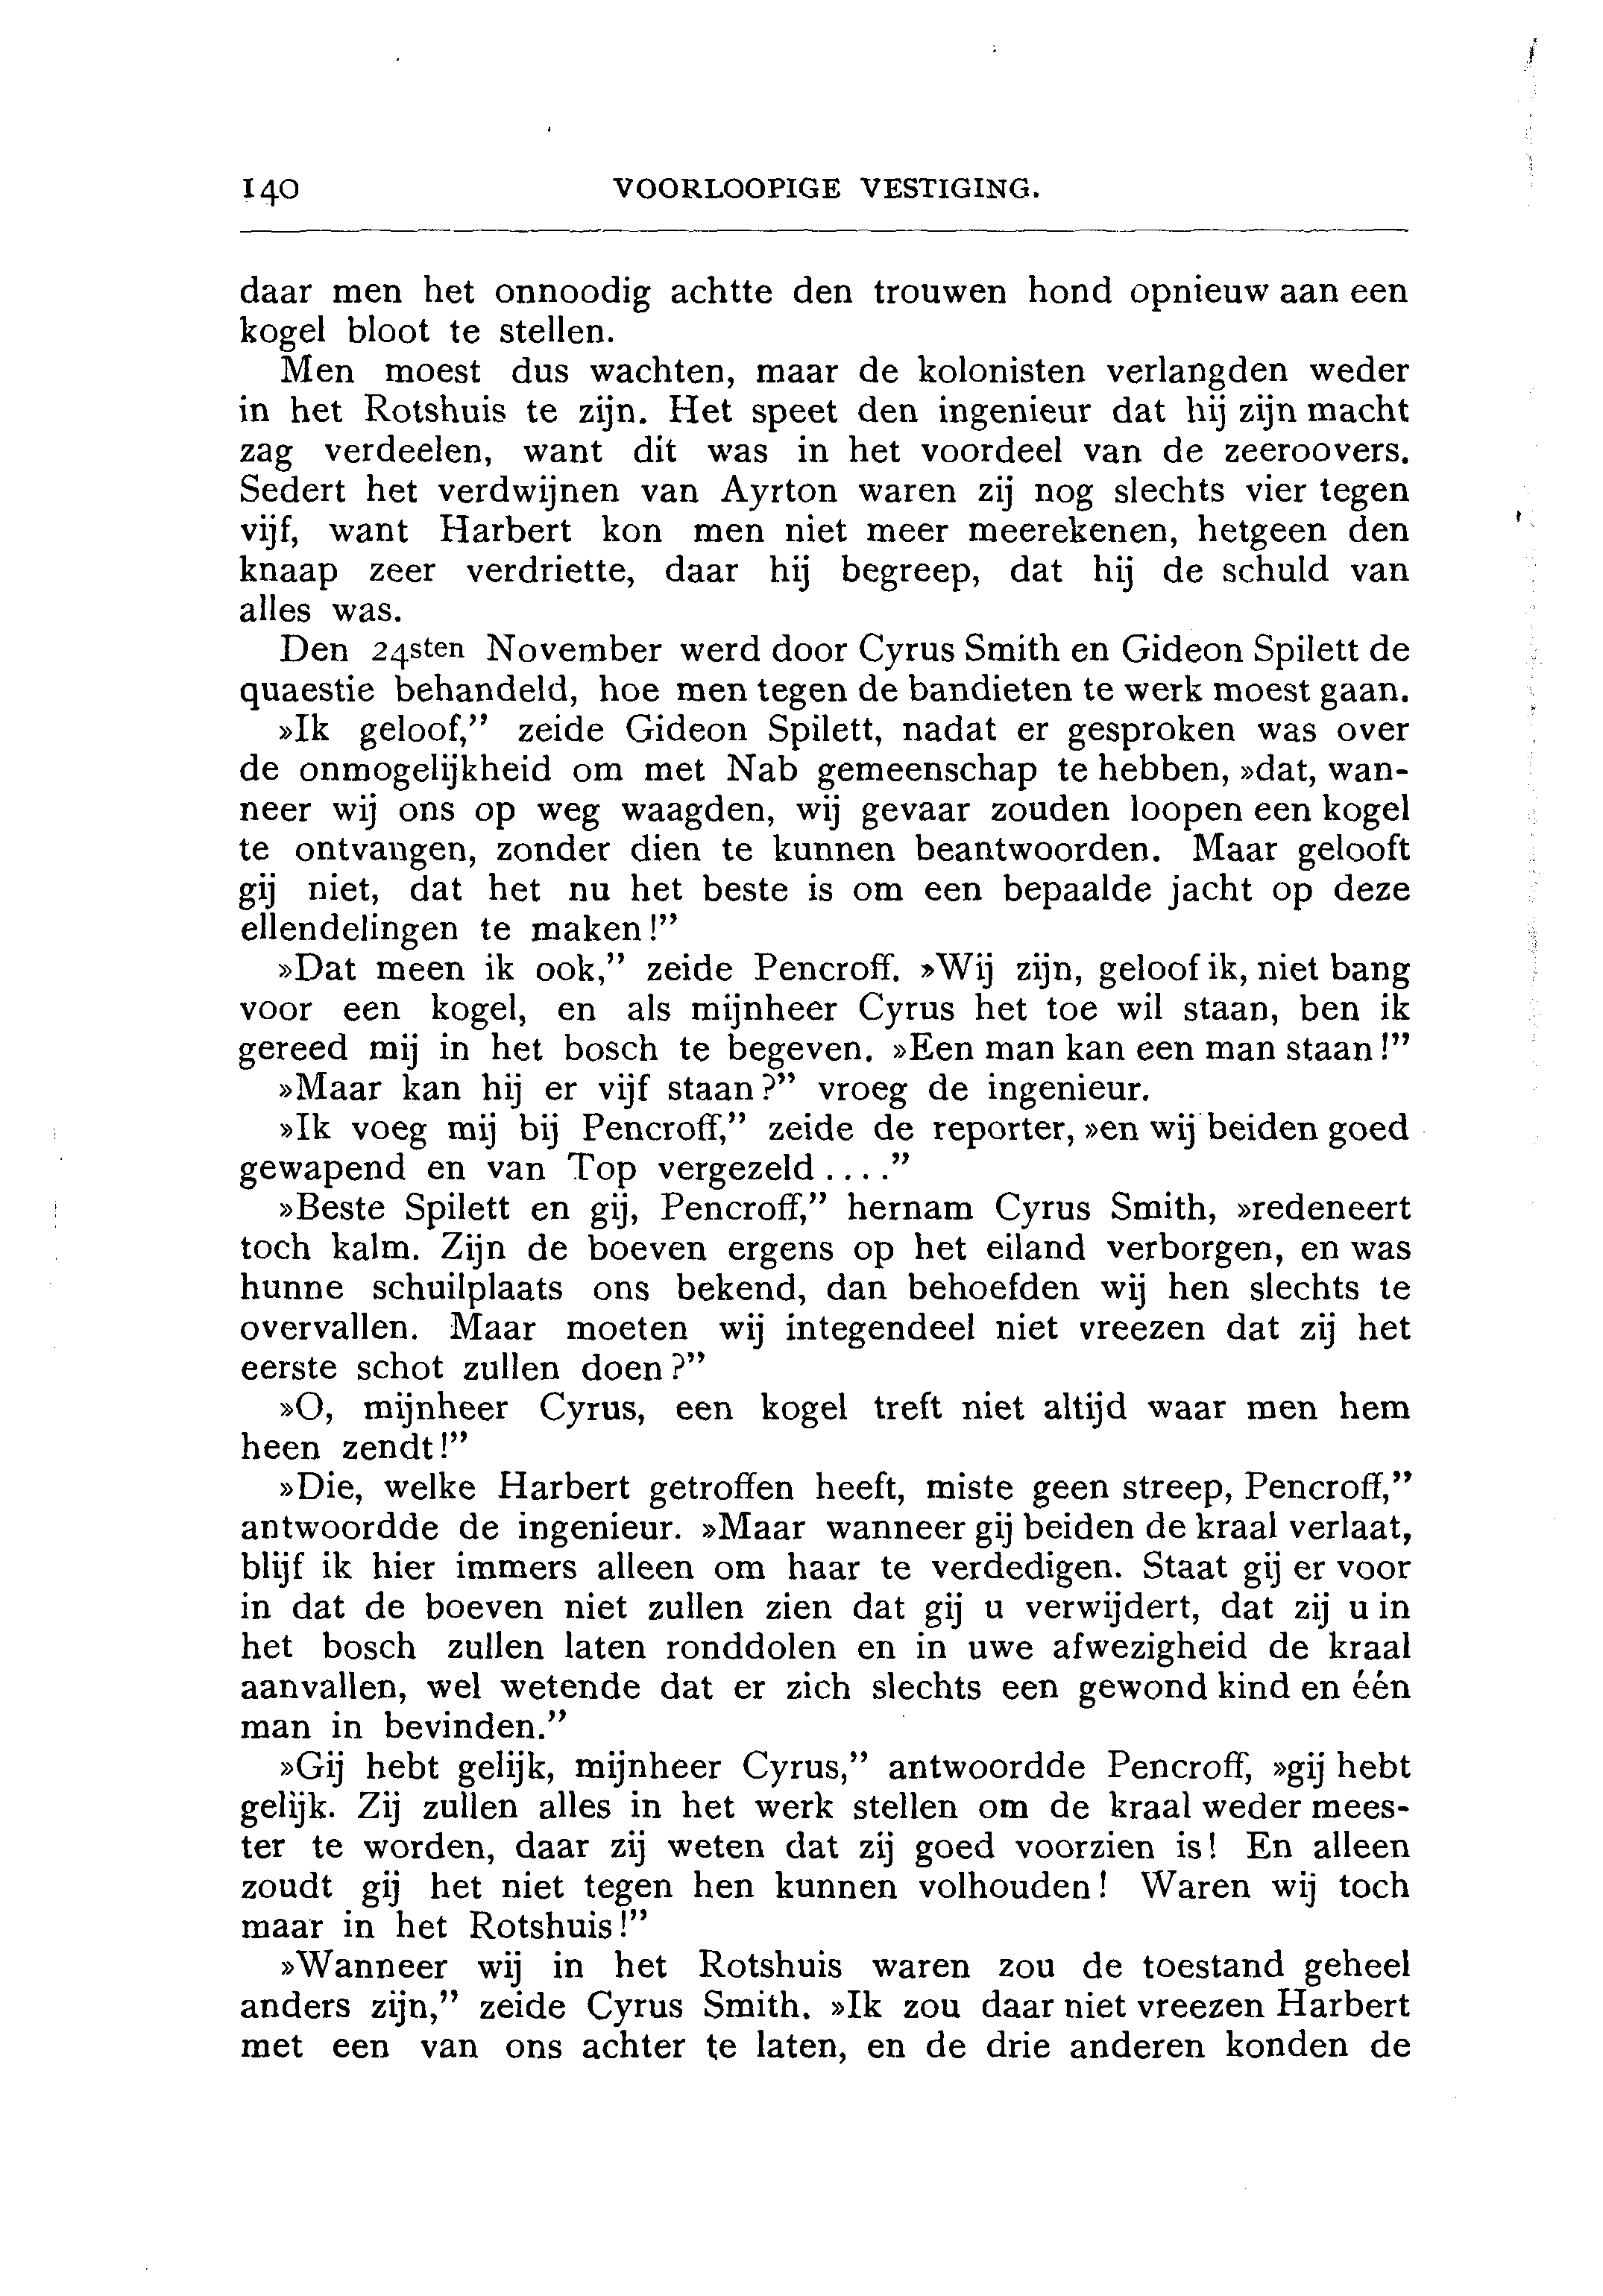 140 VOORLOOPIGE VESTIGING.
daar men het onnoodig achtte den trouwen hond opnieuw aan een
kogel bloot te stellen.
Men moest dus wachten, maar de kolonisten verlangden weder
in het Rotshuis te zijn. Het speet den ingenieur dat hij zijn macht
zag verdeelen, want dit was in het voordeel van de zeeroovers.
Sedert het verdwijnen van Ayrton waren zij nog slechts vier tegen
vijf, want Harbert kon men niet meer meerekenen, hetgeen den
knaap zeer verdriette, daar hij begreep, dat hij de schuld van
alles was.
Den 24sten November werd door Cyrus Smith en Gideon Spilett de
quaestie behandeld, hoe men tegen de bandieten te werk moest gaan.
»Ik geloof,” zeide Gideon Spilett, nadat er gesproken was over
de onmogelijkheid om met Nab gemeenschap te hebben, »dat, wan-
neer wij ons op weg waagden, wij gevaar zouden loopen een kogel
te ontvangen, zonder dien te kunnen beantwoorden. Maar gelooft
gij niet, dat het nu het beste is om een bepaalde jacht op deze
ellendelingen te maken!”
»Dat meen ik ook,” zeide Pencroff. »Wij zijn, geloof ik, niet bang
voor een kogel, en als mijnheer Cyrus het toe wil staan, ben ik
gereed mij in het bosch te begeven. »Een man kan een man staan!”
»Maar kan hij er vijf staan?” vroeg de ingenieur.
»Ik voeg mij bij Pencroff,” zeide de reporter, »en wij beiden goed
gewapend en van Top vergezeld . . . .”
»Beste Spilett en gij, Pencroff,” hernam Cyrus Smith, »redeneert
toch kalm. Zijn de boeven ergens op het eiland verborgen, en was
hunne schuilplaats ons bekend, dan behoefden wij hen slechts te
overvallen. Maar moeten wij integendeel niet vreezen dat zij het
eerste schot zullen doen?”
»O, mijnheer Cyrus, een kogel treft niet altijd waar men hem
heen zendt!”
»Die, welke Harbert getroffen heeft, miste geen streep, Pencroff,”
antwoordde de ingenieur. »Maar wanneer gij beiden de kraal verlaat,
blijf ik hier immers alleen om haar te verdedigen. Staat gij er voor
in dat de boeven niet zullen zien dat gij u verwijdert, dat zij u in
het bosch zullen laten ronddolen en in uwe afwezigheid de kraal
aanvallen, wel wetende dat er zich slechts een gewond kind en één
man in bevinden.”
»Gij hebt gelijk, mijnheer Cyrus,” antwoordde Pencroff, »gij hebt
gelijk. Zij zullen alles in het werk stellen om de kraal weder mees-
ter te worden, daar zij weten dat zij goed voorzien is! En alleen
zoudt gij het niet tegen hen kunnen volhouden! Waren wij toch
maar in het Rotshuis!”
»Wanneer wij in het Rotshuis waren zou de toestand geheel
anders zijn,” zeide Cyrus Smith. »Ik zou daar niet vreezen Harbert
met een van ons achter te laten, en de drie anderen konden de